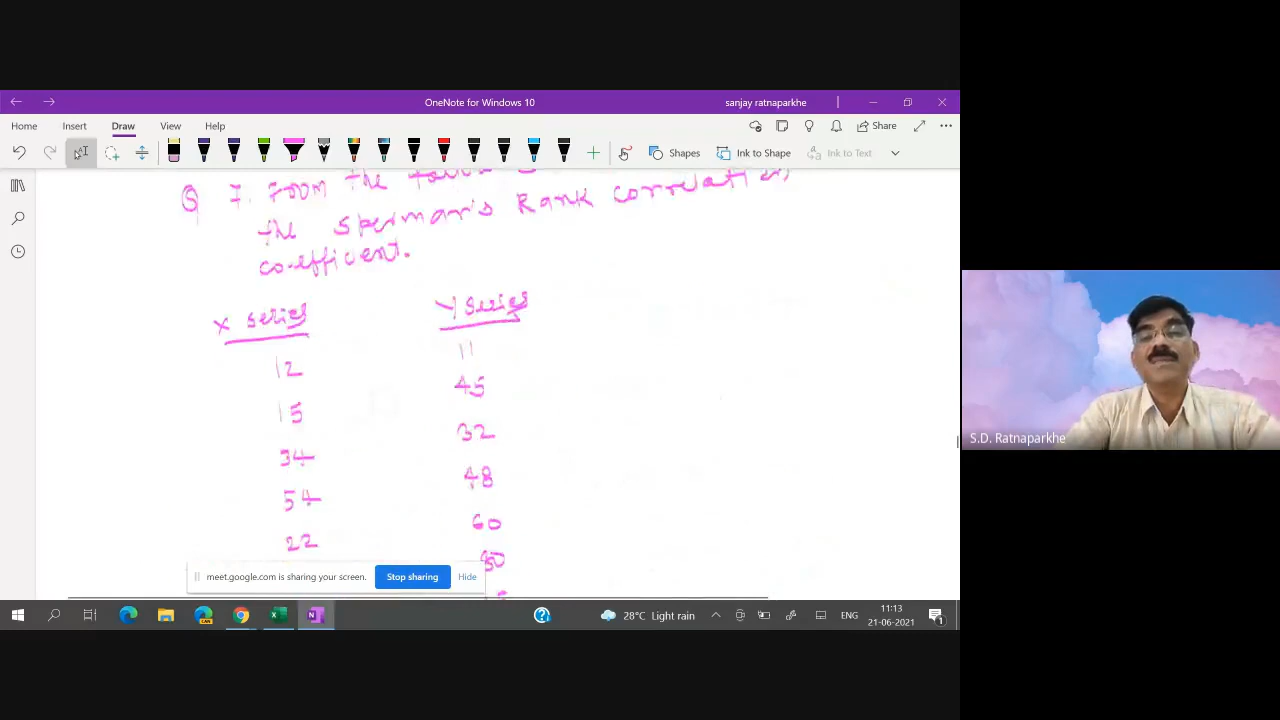 OneNote for Windows 10
sanjay ratnaparkhe
Home Insert Draw View Help
Share
Shapes
Ink to Shape
Ink to Text
Q 7. From the
the Sperman's Rank correlation
co-efficient.
X Series Y Series
12 11
15 45
34 32
54 48
22 60
meet.google.com is sharing your screen. Stop sharing Hide
S.D. Ratnaparkhe
28°C Light rain
ENG
11:13
21-06-2021